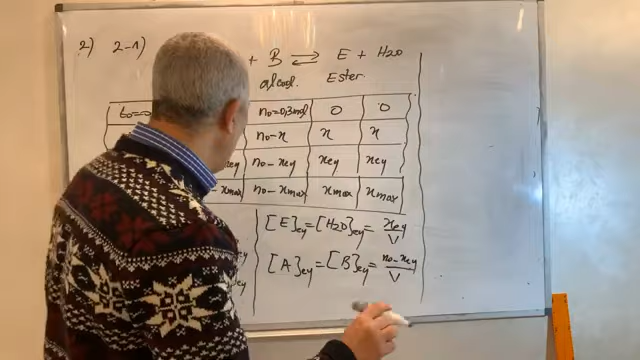 2) 2-1)
+ B ⇌ E + H2O
alcool. Ester.
t0=0 n0=0,3mol 0 0
n0-x x x
xeq n0-xeq xeq xeq
-xmax n0-xmax xmax xmax
[E]eq=[H2O]eq=xeq/V
[A]eq=[B]eq=n0-xeq/V